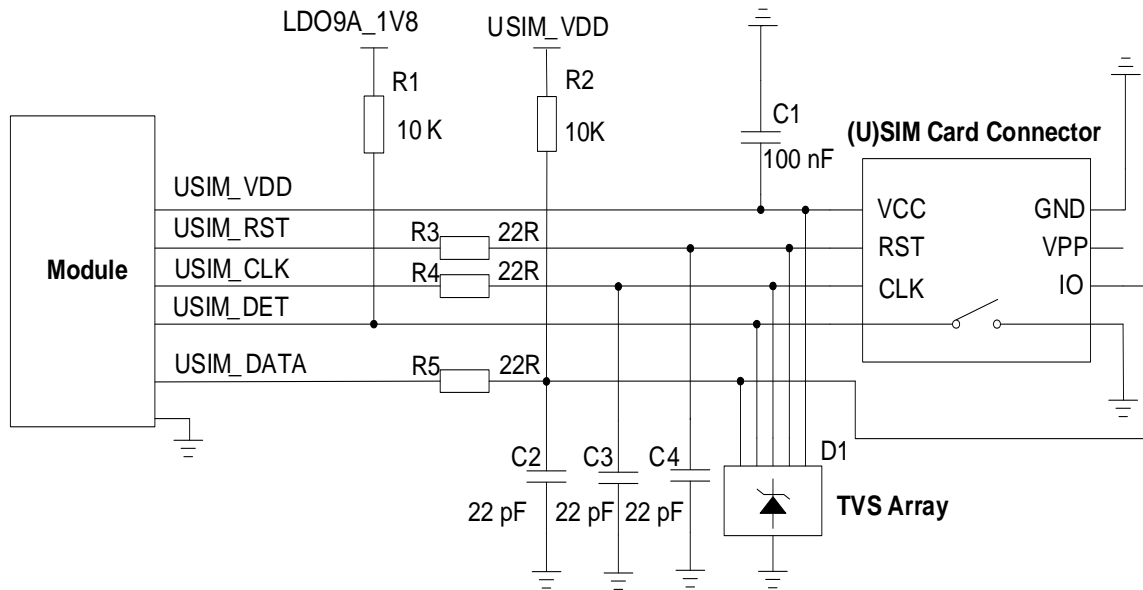 LDO9A_1V8
USIM_VDD
R1
10 K
R2
10K
C1
100 nF
(U)SIM Card Connector
Module
USIM_VDD
USIM_RST
USIM_CLK
USIM_DET
USIM_DATA
R3
22R
R4
22R
R5
22R
VCC
RST
CLK
GND
VPP
IO
C2
22 pF
C3
22 pF
C4
22 pF
D1
TVS Array